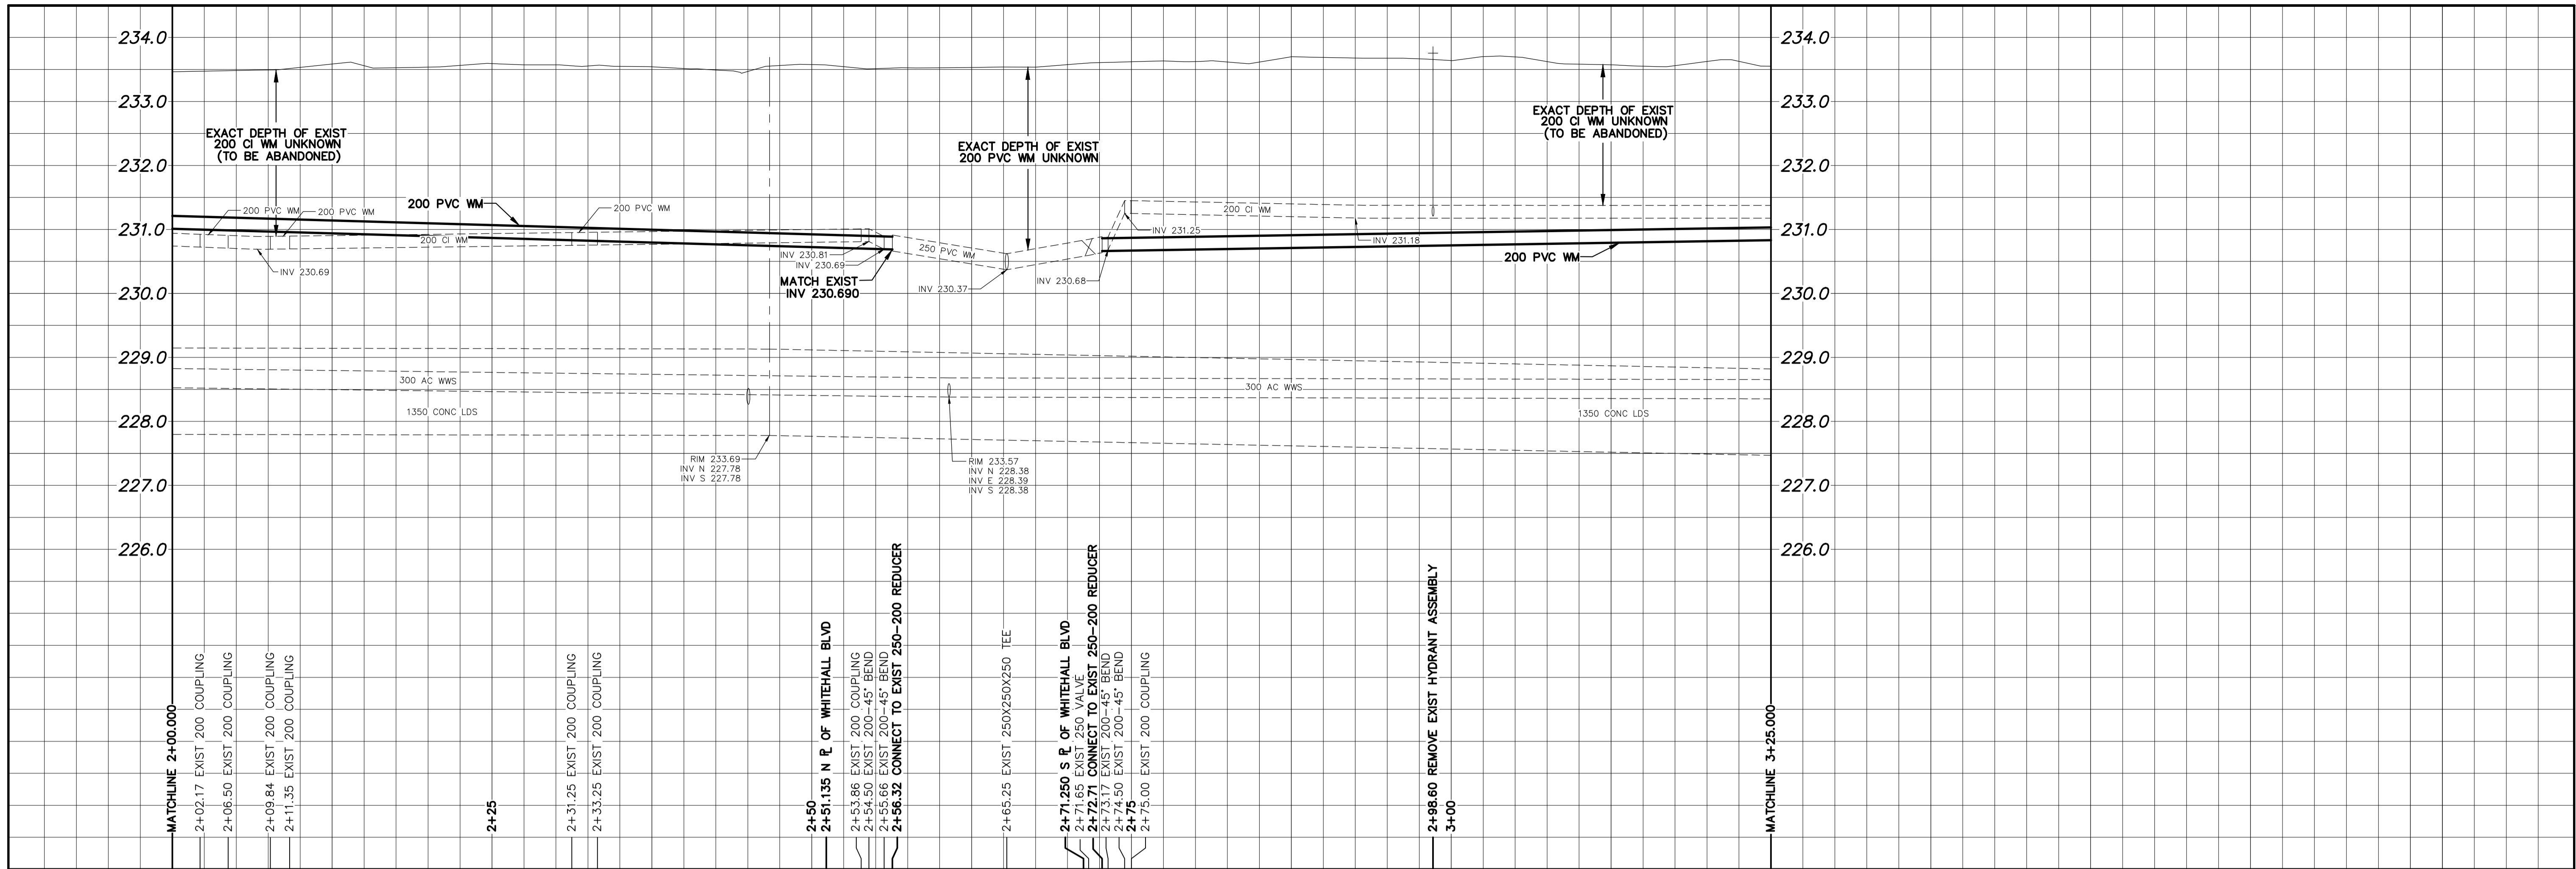 234.0
233.0
232.0
231.0
230.0
229.0
228.0
227.0
226.0
234.0
233.0
232.0
231.0
230.0
229.0
228.0
227.0
226.0
EXACT DEPTH OF EXIST
200 CI WM UNKNOWN
(TO BE ABANDONED)
EXACT DEPTH OF EXIST
200 PVC WM UNKNOWN
EXACT DEPTH OF EXIST
200 CI WM UNKNOWN
(TO BE ABANDONED)
200 PVC WM
200 PVC WM
200 PVC WM
200 PVC WM
200 CI WM
INV 230.69
INV 230.81
INV 230.69
MATCH EXIST
INV 230.690
250 PVC WM
INV 230.37
INV 230.68
INV 231.25
200 CI WM
INV 231.18
200 PVC WM
300 AC WWS
300 AC WWS
1350 CONC LDS
1350 CONC LDS
RIM 233.69
INV N 227.78
INV S 227.78
RIM 233.57
INV N 228.38
INV E 228.39
INV S 228.38
MATCHLINE 2+00.000
2+02.17 EXIST 200 COUPLING
2+06.50 EXIST 200 COUPLING
2+09.84 EXIST 200 COUPLING
2+11.35 EXIST 200 COUPLING
2+25
2+31.25 EXIST 200 COUPLING
2+33.25 EXIST 200 COUPLING
2+50
2+51.135 N PL OF WHITEHALL BLVD
2+53.86 EXIST 200 COUPLING
2+54.50 EXIST 200-45° BEND
2+55.66 EXIST 200-45° BEND
2+56.32 CONNECT TO EXIST 250-200 REDUCER
2+65.25 EXIST 250X250X250X250 TEE
2+71.250 S PL OF WHITEHALL BLVD
2+71.65 EXIST 250 VALVE
2+72.71 CONNECT TO EXIST 250-200 REDUCER
2+73.17 EXIST 200-45° BEND
2+74.50 EXIST 200-45° BEND
2+75
2+75.00 EXIST 200 COUPLING
2+98.60 REMOVE EXIST HYDRANT ASSEMBLY
3+00
MATCHLINE 3+25.000